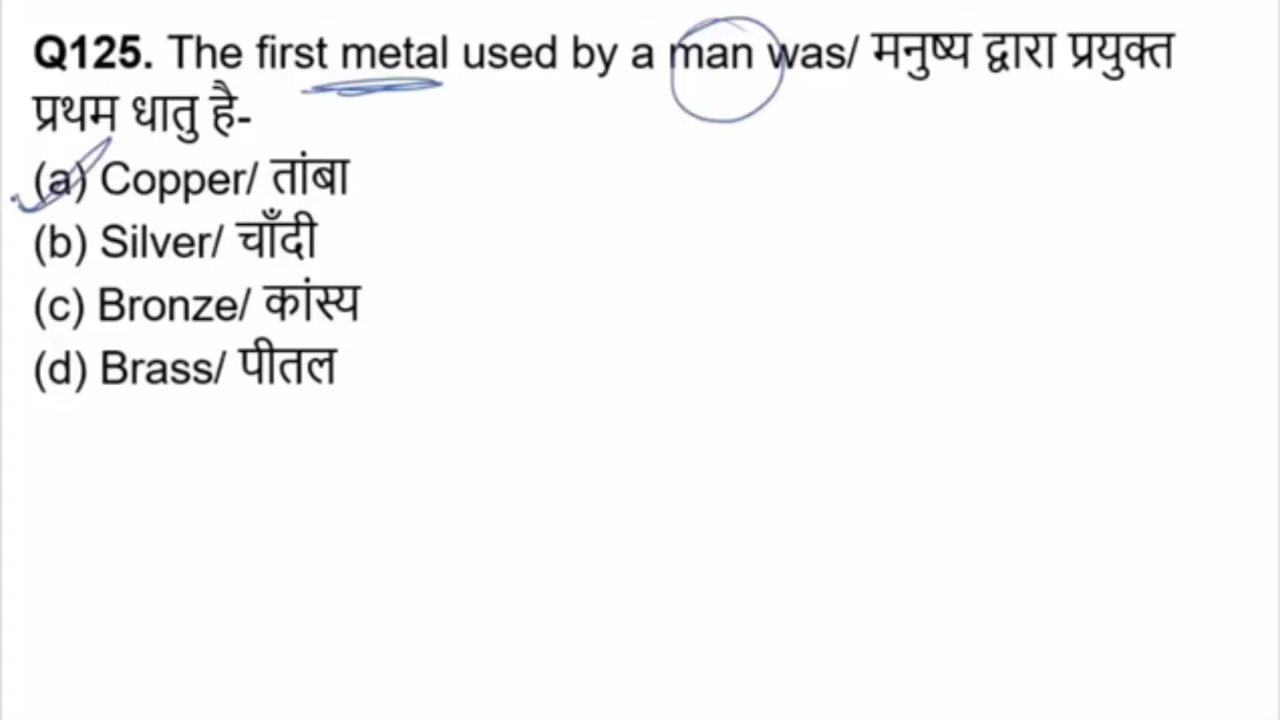 Q125. The first metal used by a man was/ मनुष्य द्वारा प्रयुक्त
प्रथम धातु है-
(a) Copper/ तांबा
(b) Silver/ चाँदी
(c) Bronze/ कांस्य
(d) Brass/ पीतल